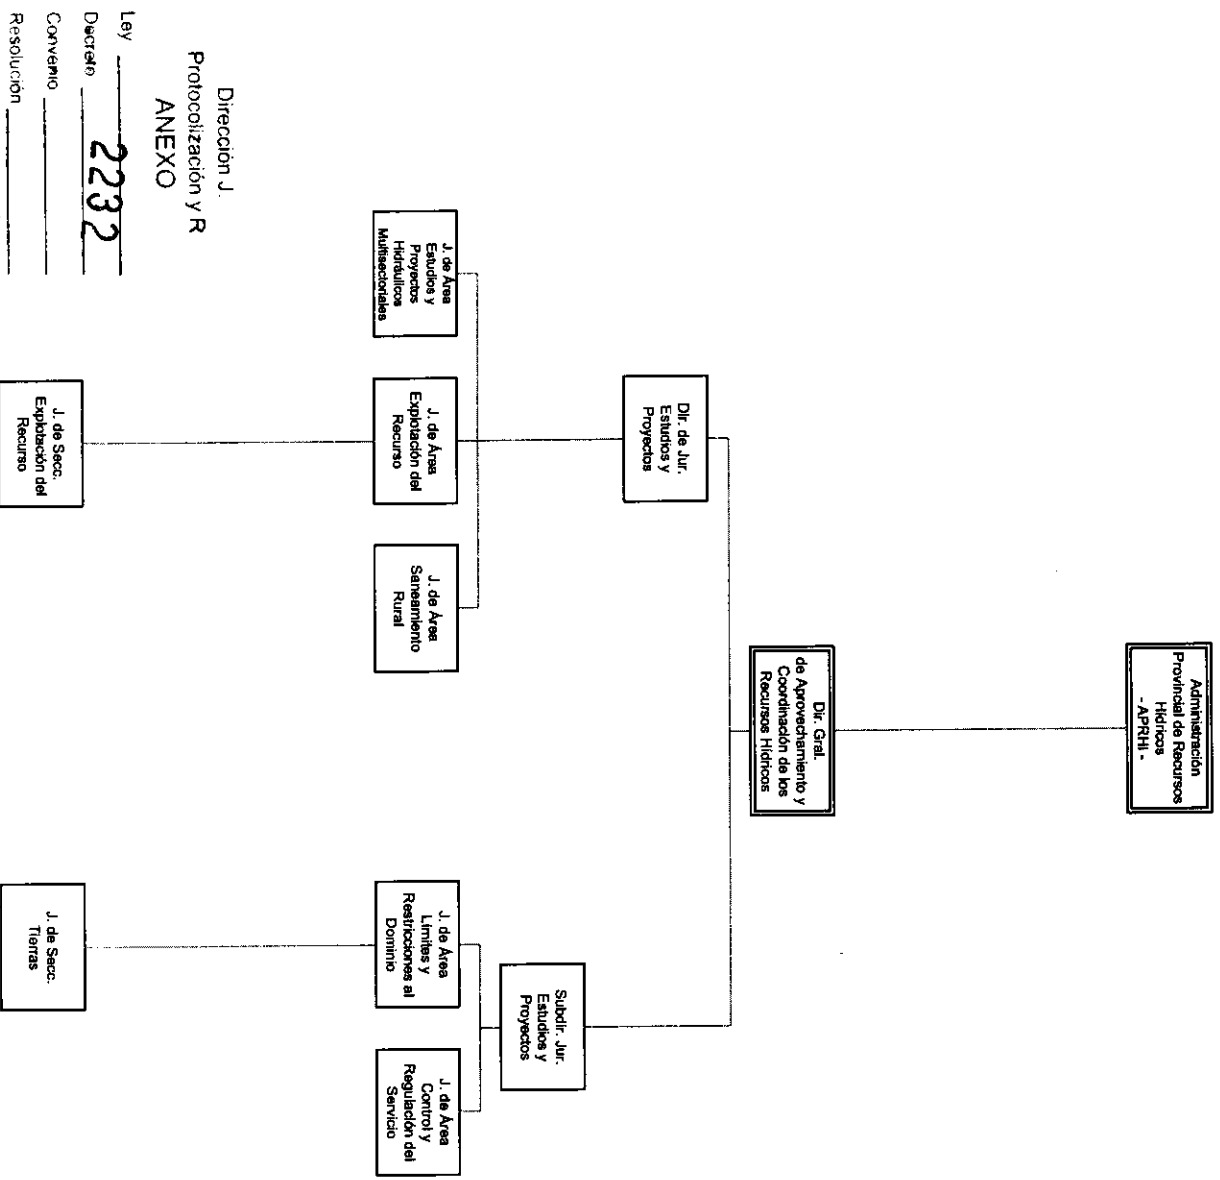 Administración
Provincial de Recursos
Hídricos
- APRHI -
Dir. Gral.
de Aprovechamiento y
Coordinación de los
Recursos Hídricos
Dir. de Jur.
Estudios y
Proyectos
Subdir. Jur.
Estudios y
Proyectos
J. de Área
Estudios y
Proyectos
Hidráulicos
Multisectoriales
J. de Área
Explotación del
Recurso
J. de Área
Saneamiento
Rural
J. de Área
Límites y
Restricciones al
Dominio
J. de Área
Control y
Regulación del
Servicio
J. de Secc.
Explotación del
Recurso
J. de Secc.
Tierras
Dirección J.
Protocolización y R
ANEXO
Ley
Decreto 2232
Convenio
Resolución